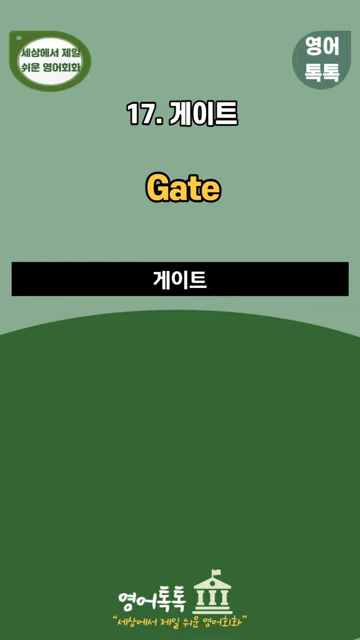 세상에서 제일
쉬운 영어회화
영어
톡톡
17. 게이트
Gate
게이트
영어톡톡
"세상에서 제일 쉬운 영어회화"